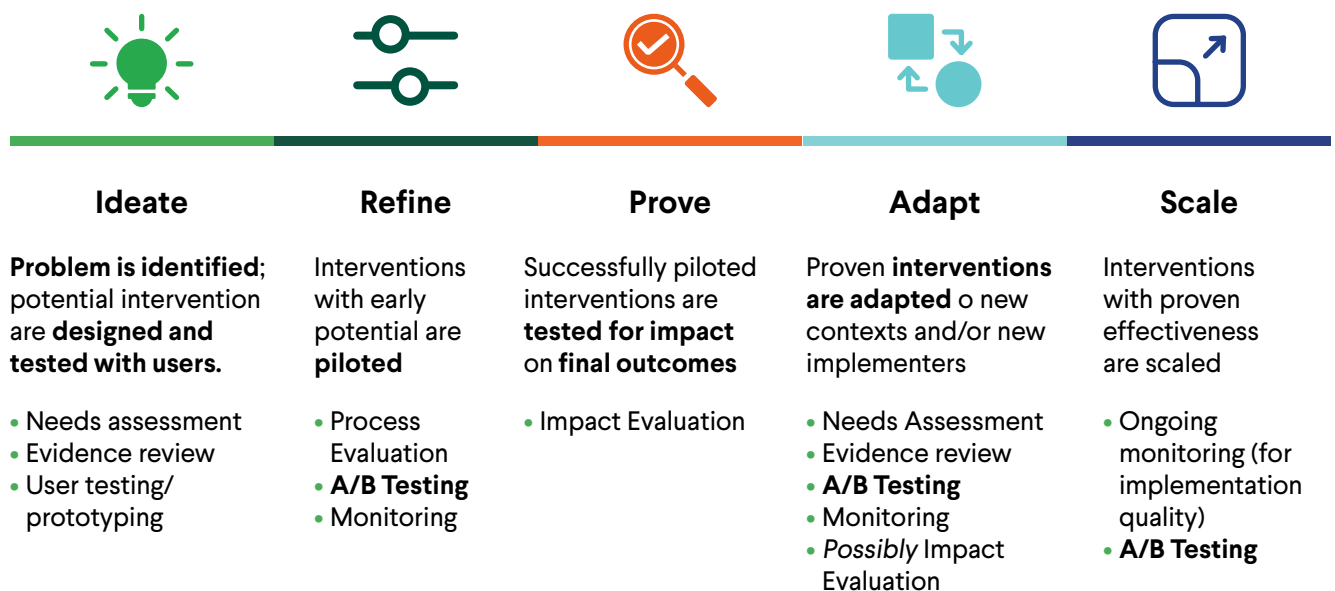 Ideate
Problem is identified;
potential intervention
are designed and
tested with users.
• Needs assessment
• Evidence review
• User testing/
prototyping
Refine
Interventions
with early
potential are
piloted
• Process
Evaluation
• A/B Testing
• Monitoring
Prove
Successfully piloted
interventions are
tested for impact
on final outcomes
• Impact Evaluation
Adapt
Proven interventions
are adapted o new
contexts and/or new
implementers
• Needs Assessment
• Evidence review
• A/B Testing
• Monitoring
• Possibly Impact
Evaluation
Scale
Interventions
with proven
effectiveness
are scaled
• Ongoing
monitoring (for
implementation
quality)
• A/B Testing